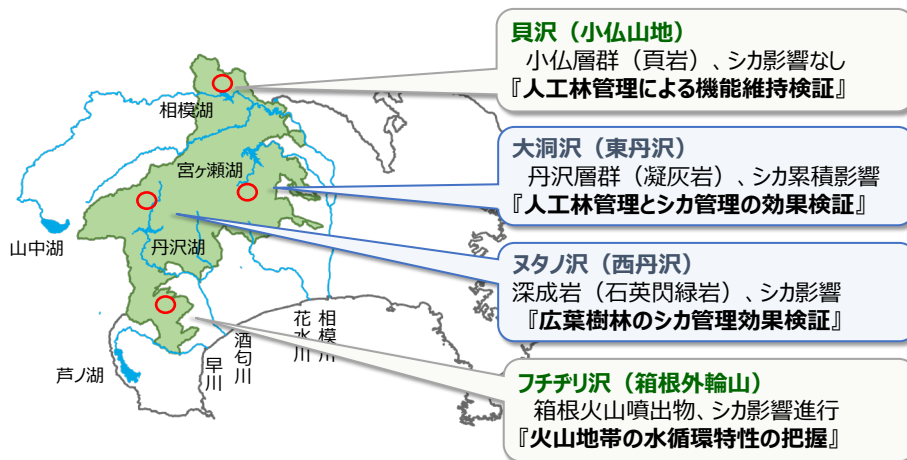 貝沢（小仏山地）
小仏層群（頁岩）、シカ影響なし
『人工林管理による機能維持検証』
大洞沢（東丹沢）
丹沢層群（凝灰岩）、シカ累積影響
『人工林管理とシカ管理の効果検証』
ヌタノ沢（西丹沢）
深成岩（石英閃緑岩）、シカ影響
『広葉樹林のシカ管理効果検証』
フチヂリ沢（箱根外輪山）
箱根火山噴出物、シカ影響進行
『火山地帯の水循環特性の把握』
相模湖
宮ヶ瀬湖
山中湖
丹沢湖
芦ノ湖
早川
酒匂川
花水川
相模川